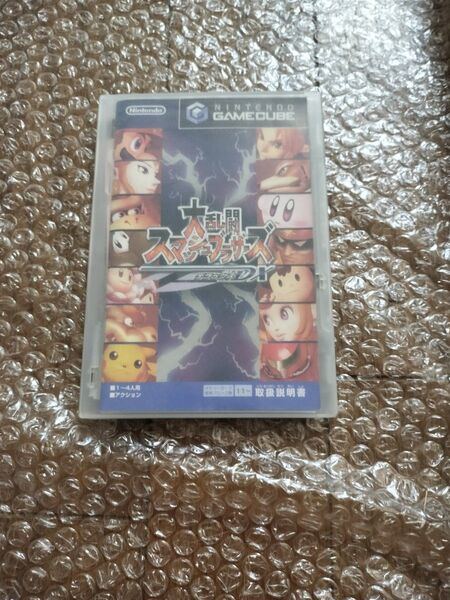 Nintendo
NINTENDO
GAMECUBE
大乱闘
スマッシュブラザーズ
DX
■1〜4人用
■アクション
取扱説明書